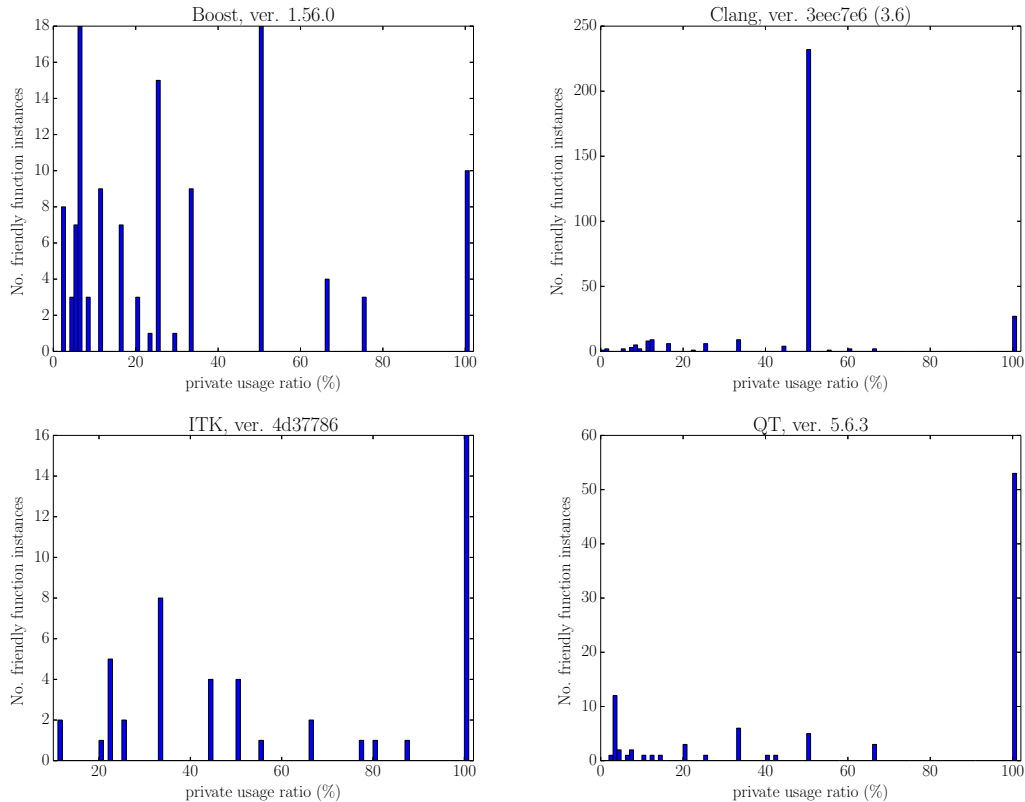 Boost, ver. 1.56.0
No. friendly function instances
18
16
14
12
10
8
6
4
2
0
0 20 40 60 80 100
private usage ratio (%)
Clang, ver. 3eec7e6 (3.6)
No. friendly function instances
250
200
150
100
50
0
0 20 40 60 80 100
private usage ratio (%)
ITK, ver. 4d37786
No. friendly function instances
16
14
12
10
8
6
4
2
0
20 40 60 80 100
private usage ratio (%)
QT, ver. 5.6.3
No. friendly function instances
60
50
40
30
20
10
0
0 20 40 60 80 100
private usage ratio (%)